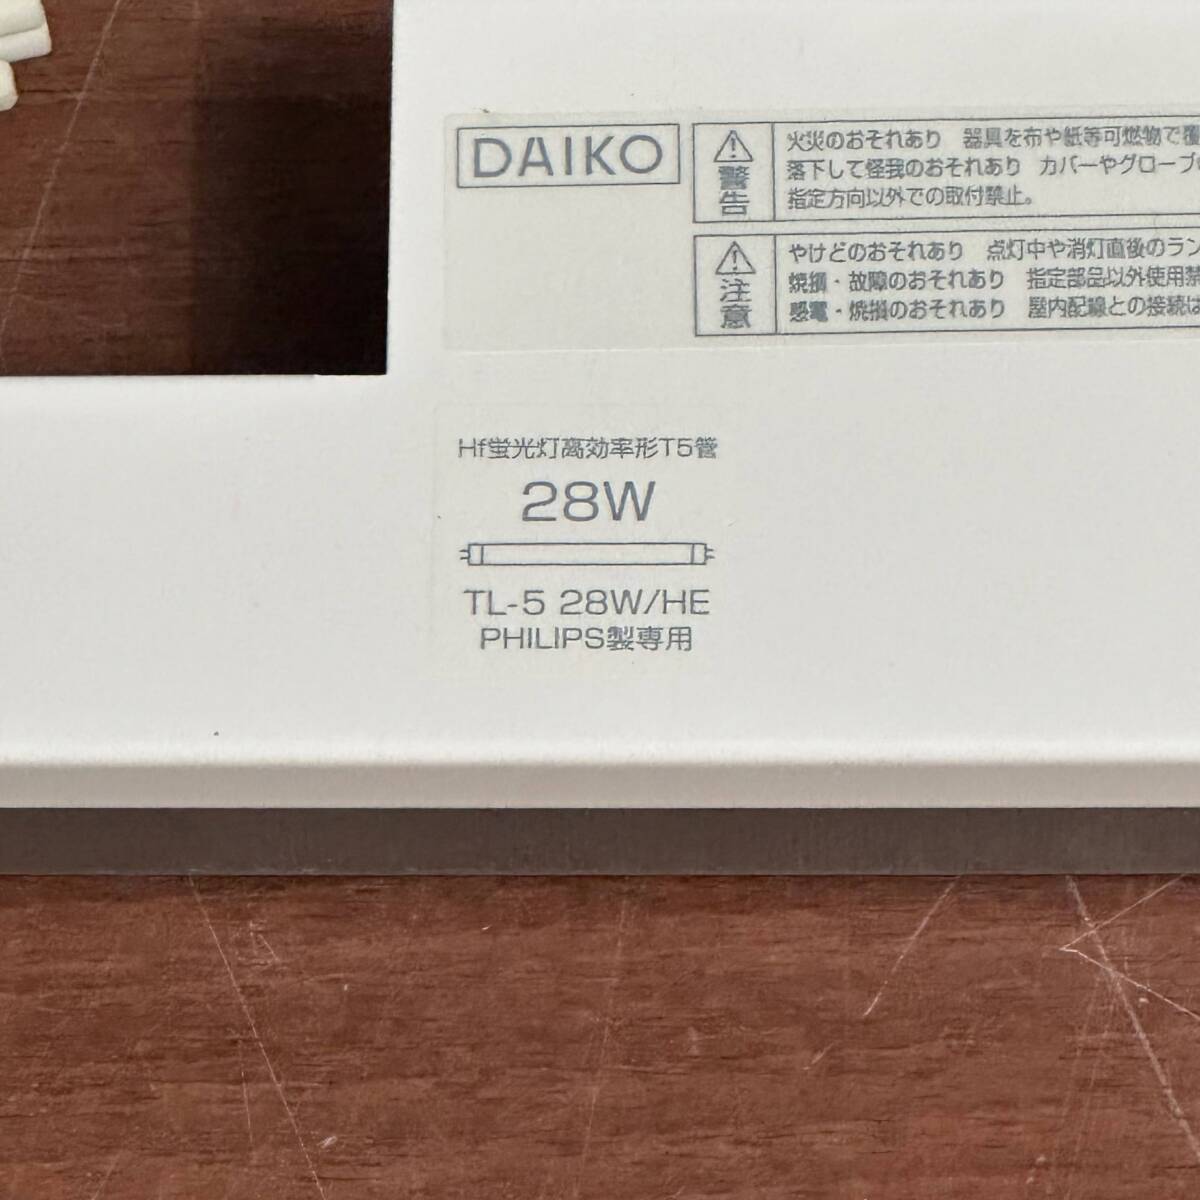 DAIKO
警告
火災のおそれあり 器具を布や紙等可燃物で覆
落下して怪我のおそれあり カバーやグローブ
指定方向以外での取付禁止。
注意
やけどのおそれあり 点灯中や消灯直後のラン
焼損・故障のおそれあり 指定部品以外使用禁
感電・焼損のおそれあり 屋内配線との接続は
Hf蛍光灯高効率形T5管
28W
TL-5 28W/HE
PHILIPS製専用